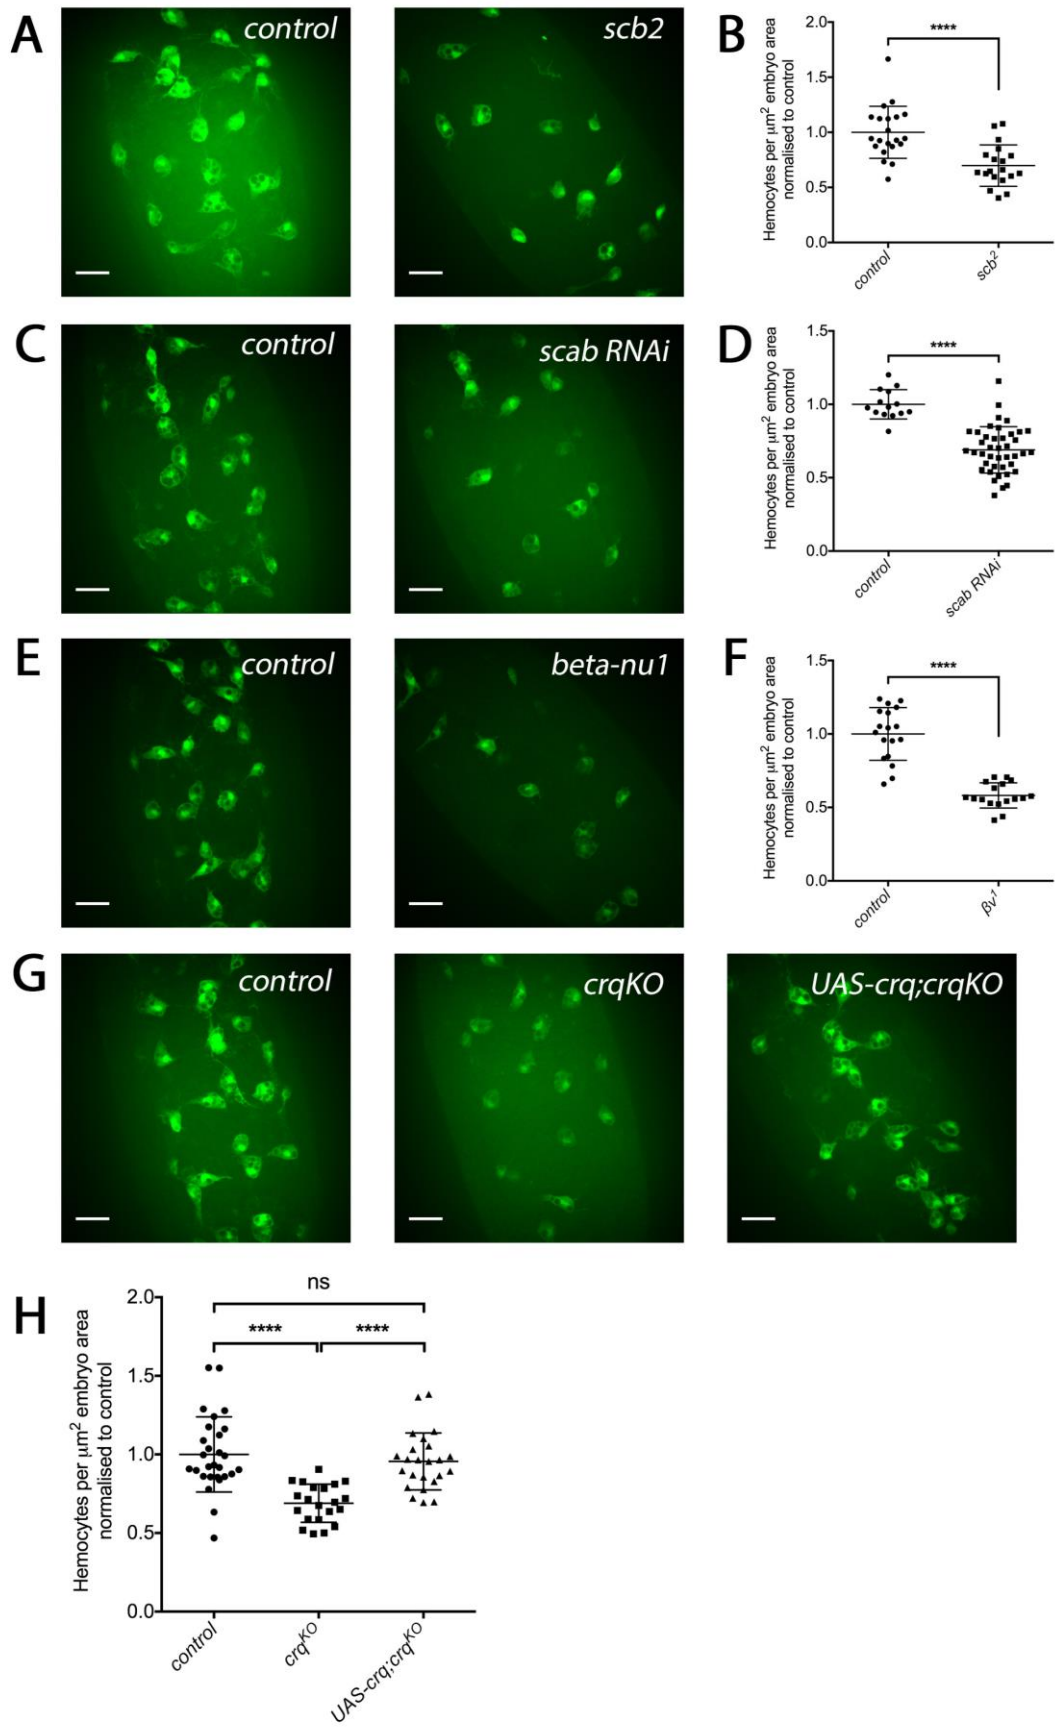 A
control
scb2
B
Hemocytes per μm² embryo area
normalised to control
2.0
1.5
1.0
0.5
0.0
****
control
scb²
C
control
scab RNAi
D
Hemocytes per μm² embryo area
normalised to control
1.5
1.0
0.5
0.0
****
control
scab RNAi
E
control
beta-nu1
F
Hemocytes per μm² embryo area
normalised to control
1.5
1.0
0.5
0.0
****
control
βν¹
G
control
crqKO
UAS-crq;crqKO
H
Hemocytes per μm² embryo area
normalised to control
2.0
1.5
1.0
0.5
0.0
ns
****
****
control
crqᴷᴼ
UAS-crq;crqᴷᴼ